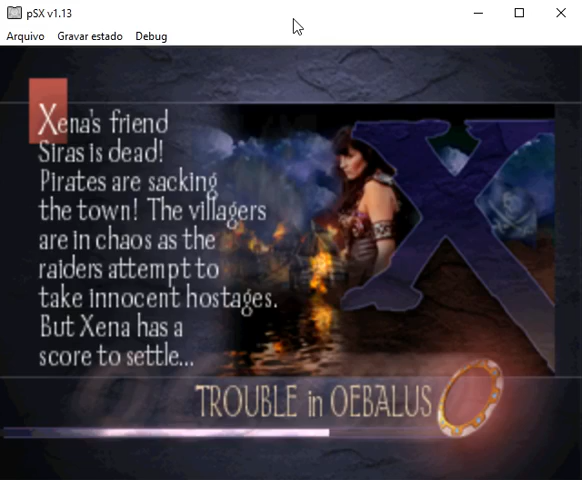 pSX v1.13
Arquivo Gravar estado Debug
Xena's friend
Siras is dead!
Pirates are sacking
the town! The villagers
are in chaos as the
raiders attempt to
take innocent hostages.
But Xena has a
score to settle...
X
TROUBLE in OEBALUS